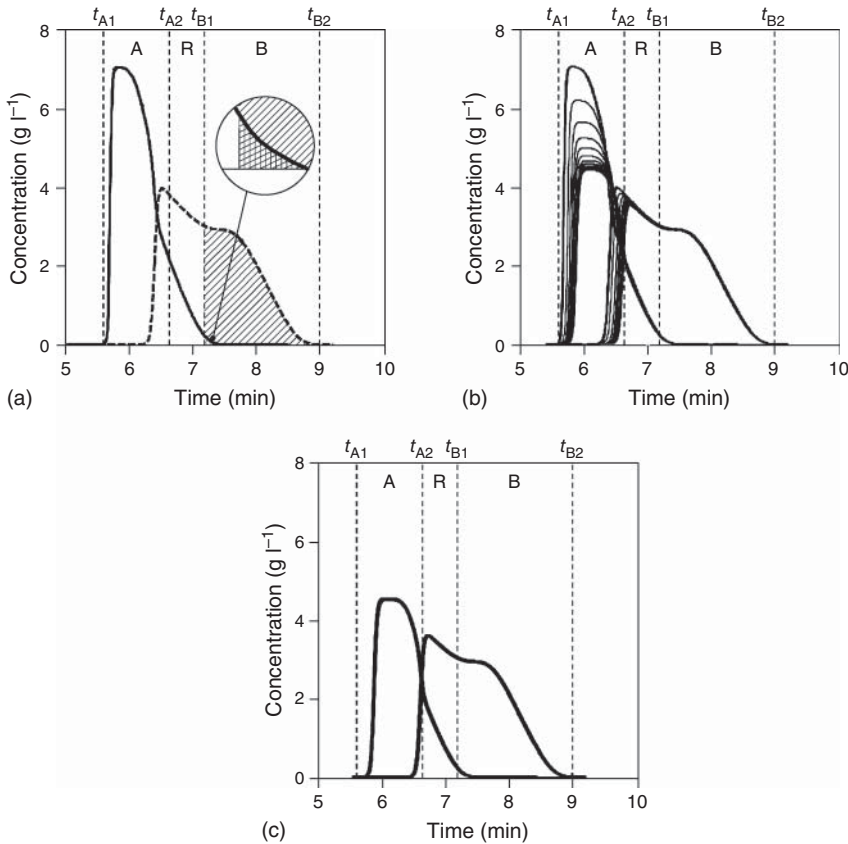 t_A1 t_A2 t_B1 t_B2
A R B
8
6
4
2
0
5 6 7 8 9 10
Concentration (g l⁻¹)
Time (min)
(a)
t_A1 t_A2 t_B1 t_B2
A R B
8
6
4
2
0
5 6 7 8 9 10
Concentration (g l⁻¹)
Time (min)
(b)
t_A1 t_A2 t_B1 t_B2
A R B
8
6
4
2
0
5 6 7 8 9 10
Concentration (g l⁻¹)
Time (min)
(c)